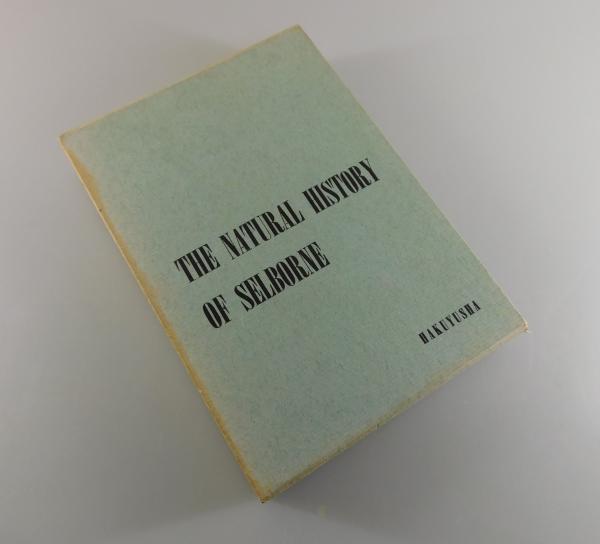 THE NATURAL HISTORY
OF SELBORNE
HAKUYUSHA